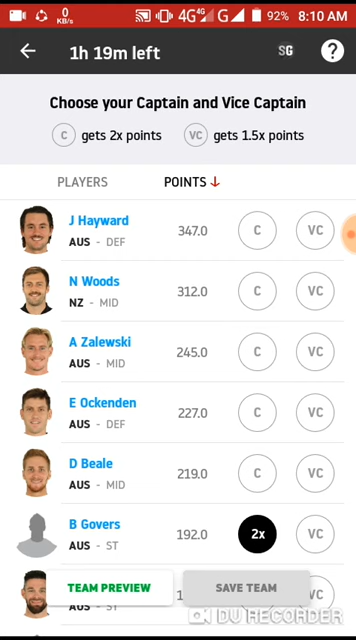 0
KB/s
4G 4G G 92% 8:10 AM
1h 19m left
SG
?
Choose your Captain and Vice Captain
C gets 2x points VC gets 1.5x points
PLAYERS POINTS
J Hayward
AUS - DEF
347.0 C VC
N Woods
NZ - MID
312.0 C VC
A Zalewski
AUS - MID
245.0 C VC
E Ockenden
AUS - DEF
227.0 C VC
D Beale
AUS - MID
219.0 C VC
B Govers
AUS - ST
192.0 2x VC
TEAM PREVIEW SAVE TEAM
AUS - ST
DU RECORDER